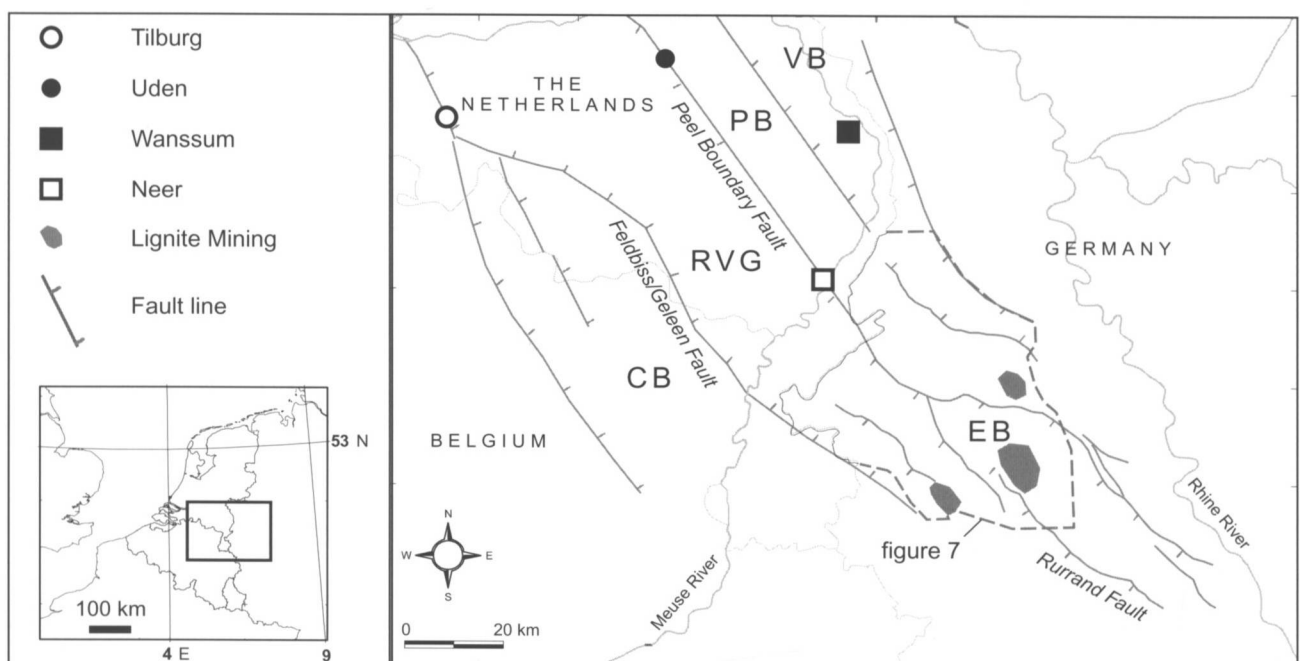 Tilburg
Uden
Wanssum
Neer
Lignite Mining
Fault line
53 N
100 km
4 E
9
THE
NETHERLANDS
VB
PB
Peel Boundary Fault
RVG
Feldbiss/Geleen Fault
GERMANY
CB
BELGIUM
EB
N
W
E
S
figure 7
Rurrand Fault
Rhine River
Meuse River
0
20 km